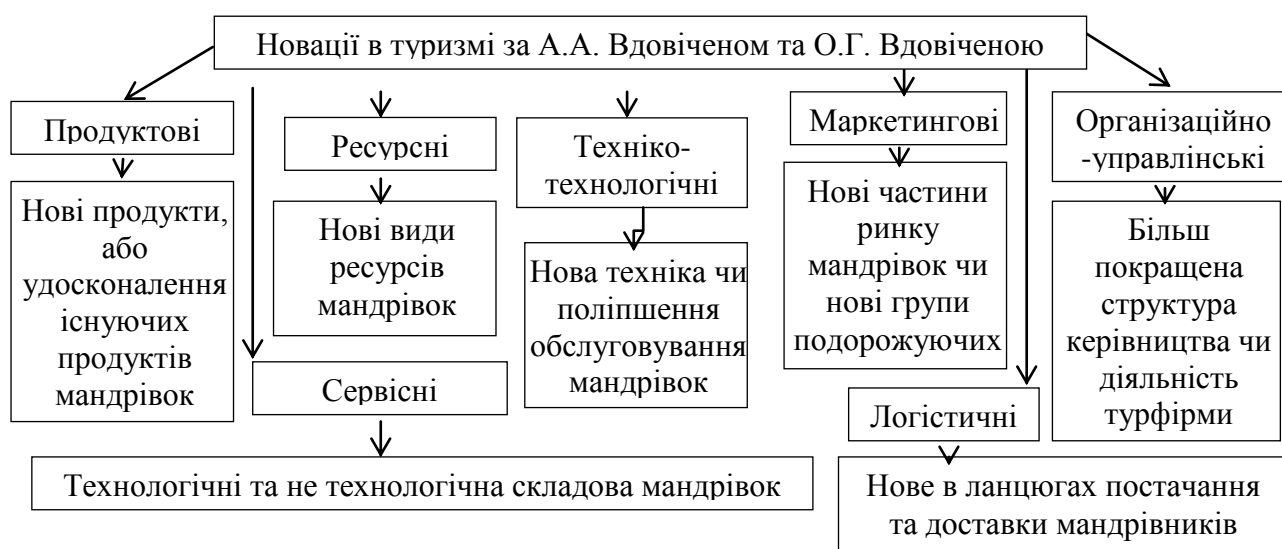 Новації в туризмі за А.А. Вдовіченом та О.Г. Вдовіченою
Продуктові
Нові продукти,
або
удосконалення
існуючих
продуктів
мандрівок
Ресурсні
Нові види
ресурсів
мандрівок
Сервісні
Технологічні та не технологічна складова мандрівок
Техніко-
технологічні
Нова техніка чи
поліпшення
обслуговування
мандрівок
Маркетингові
Нові частини
ринку
мандрівок чи
нові групи
подорожуючих
Логістичні
Нове в ланцюгах постачання
та доставки мандрівників
Організаційно
-управлінські
Більш
покращена
структура
керівництва чи
діяльність
турфірми